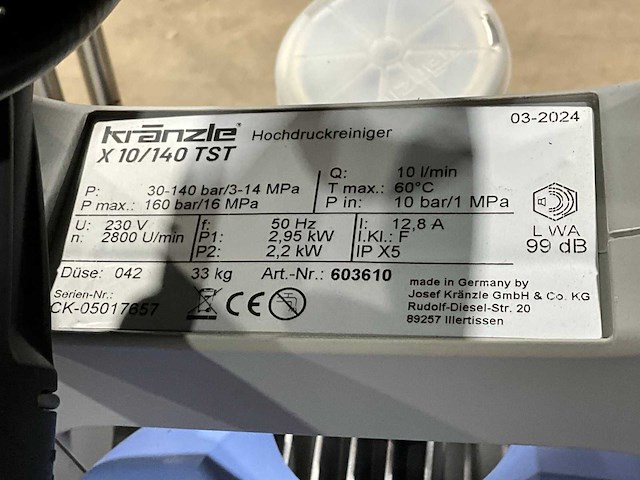 kränzle Hochdruckreiniger 03-2024
X 10/140 TST
P: 30-140 bar/3-14 MPa
P max.: 160 bar/16 MPa
Q: 10 l/min
T max.: 60°C
P in: 10 bar/1 MPa
U: 230 V
n: 2800 U/min
f: 50 Hz
P1: 2,95 kW
P2: 2,2 kW
I: 12,8 A
I.Kl.: F
IP X5
LWA
99 dB
Düse: 042 33 kg Art.-Nr.: 603610
Serien-Nr.:
CK-05017657
CE
made in Germany by
Josef Kränzle GmbH & Co. KG
Rudolf-Diesel-Str. 20
89257 Illertissen